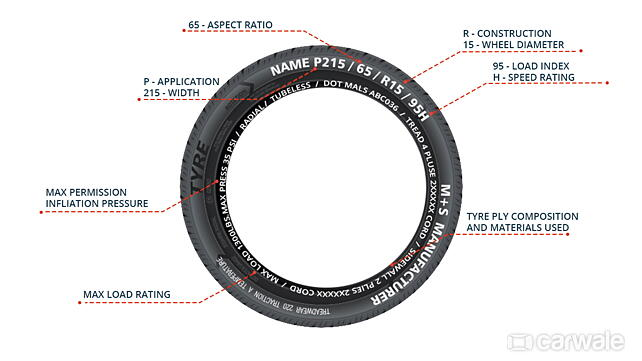 65 - ASPECT RATIO
R - CONSTRUCTION
15 - WHEEL DIAMETER
P - APPLICATION
215 - WIDTH
95 - LOAD INDEX
H - SPEED RATING
NAME P215 / 65 / R15 / 95H
MAX PERMISSION
INFLIATION PRESSURE
TYRE PLY COMPOSITION
AND MATERIALS USED
MAX LOAD RATING
TYRE
M+S MANUFACTURER
TREADWEAR 220 TRACTION A TEMPERATURE
MAX LOAD 1300LBS.MAX PRESS 35 PSI / RADIAL / TUBELESS / DOT MALS ABC036 / TREAD 4 PLUSE 2XXXXX CORD / SIDEWALL 2 PLIES 2XXXXX CORD /
carwale